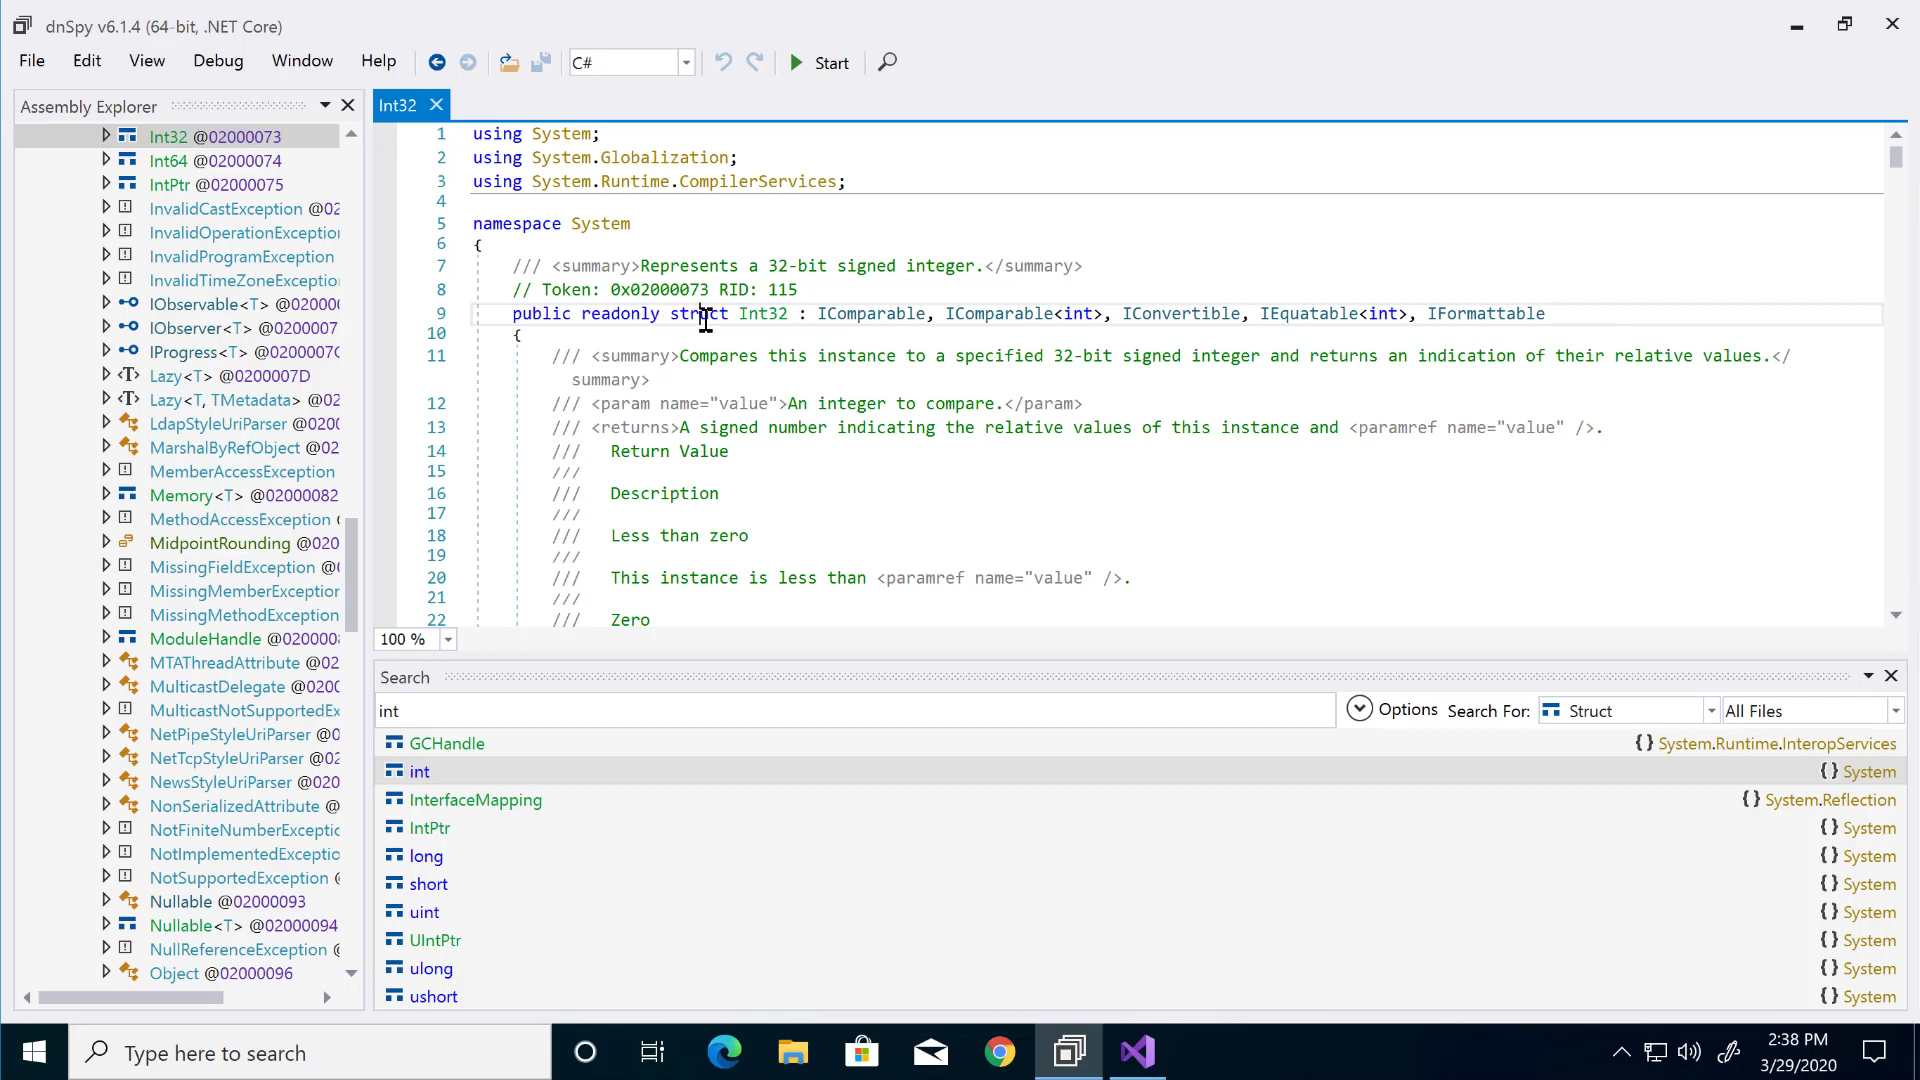 dnSpy v6.1.4 (64-bit, .NET Core)
File Edit View Debug Window Help C# Start
Assembly Explorer
Int32 @02000073
Int64 @02000074
IntPtr @02000075
InvalidCastException @02
InvalidOperationException
InvalidProgramException
InvalidTimeZoneException
IObservable<T> @02000
IObserver<T> @0200007
IProgress<T> @0200007C
Lazy<T> @0200007D
Lazy<T, TMetadata> @02
LdapStyleUriParser @0200
MarshalByRefObject @02
MemberAccessException
Memory<T> @02000082
MethodAccessException
MidpointRounding @020
MissingFieldException @0
MissingMemberException
MissingMethodException
ModuleHandle @020000
MTAThreadAttribute @02
MulticastDelegate @0200
MulticastNotSupportedEx
NetPipeStyleUriParser @0
NetTcpStyleUriParser @02
NewsStyleUriParser @020
NonSerializedAttribute @
NotFiniteNumberExceptic
NotImplementedExceptio
NotSupportedException
Nullable @02000093
Nullable<T> @02000094
NullReferenceException
Object @02000096
Int32
1 using System;
2 using System.Globalization;
3 using System.Runtime.CompilerServices;
4
5 namespace System
6 {
7 /// <summary>Represents a 32-bit signed integer.</summary>
8 // Token: 0x02000073 RID: 115
9 public readonly struct Int32 : IComparable, IComparable<int>, IConvertible, IEquatable<int>, IFormattable
10 {
11 /// <summary>Compares this instance to a specified 32-bit signed integer and returns an indication of their relative values.</
summary>
12 /// <param name="value">An integer to compare.</param>
13 /// <returns>A signed number indicating the relative values of this instance and <paramref name="value" />.
14 /// Return Value
15 ///
16 /// Description
17 ///
18 /// Less than zero
19 ///
20 /// This instance is less than <paramref name="value" />.
21 ///
22 /// Zero
100 %
Search
int Options Search For: Struct All Files
GCHandle {} System.Runtime.InteropServices
int {} System
InterfaceMapping {} System.Reflection
IntPtr {} System
long {} System
short {} System
uint {} System
UIntPtr {} System
ulong {} System
ushort {} System
Type here to search
2:38 PM
3/29/2020